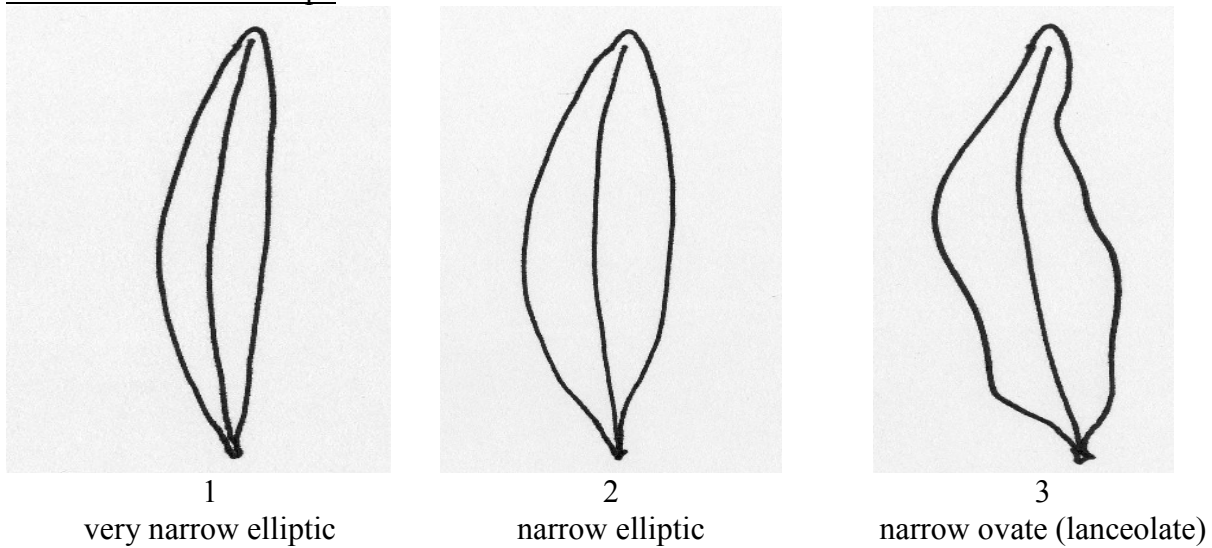 1
very narrow elliptic
2
narrow elliptic
3
narrow ovate (lanceolate)